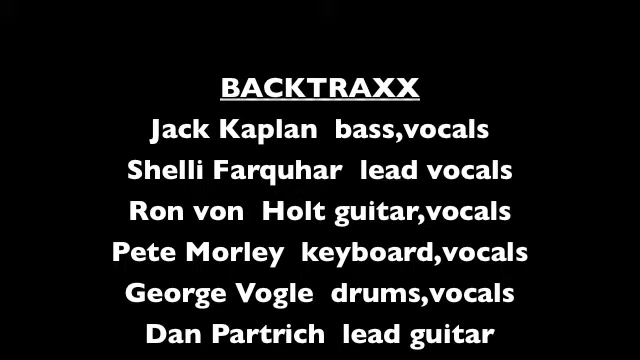 BACKTRAXX
Jack Kaplan  bass,vocals
Shelli Farquhar  lead vocals
Ron von  Holt guitar,vocals
Pete Morley  keyboard,vocals
George Vogle  drums,vocals
Dan Partrich  lead guitar